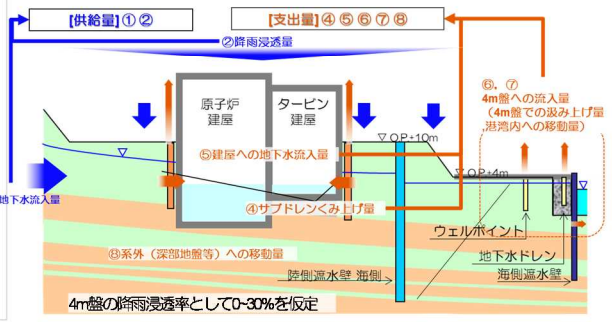 [供給量]① ②
[支出量] ④ ⑤ ⑥ ⑦ ⑧
②降雨浸透量
⑥，⑦
4m盤への流入量
（4m盤での汲み上げ量
,港湾内への移動量）
原子炉
建屋
タービン
建屋
▽ O.P.+10m
▽ O.P.+4m
⑤建屋への地下水流入量
地下水流入量
④サブドレンくみ上げ量
ウェルポイント
地下水ドレン
⑧系外（深部地盤等）への移動量
陸側遮水壁 海側
海側遮水壁
4m盤の降雨浸透率として0~30%を仮定